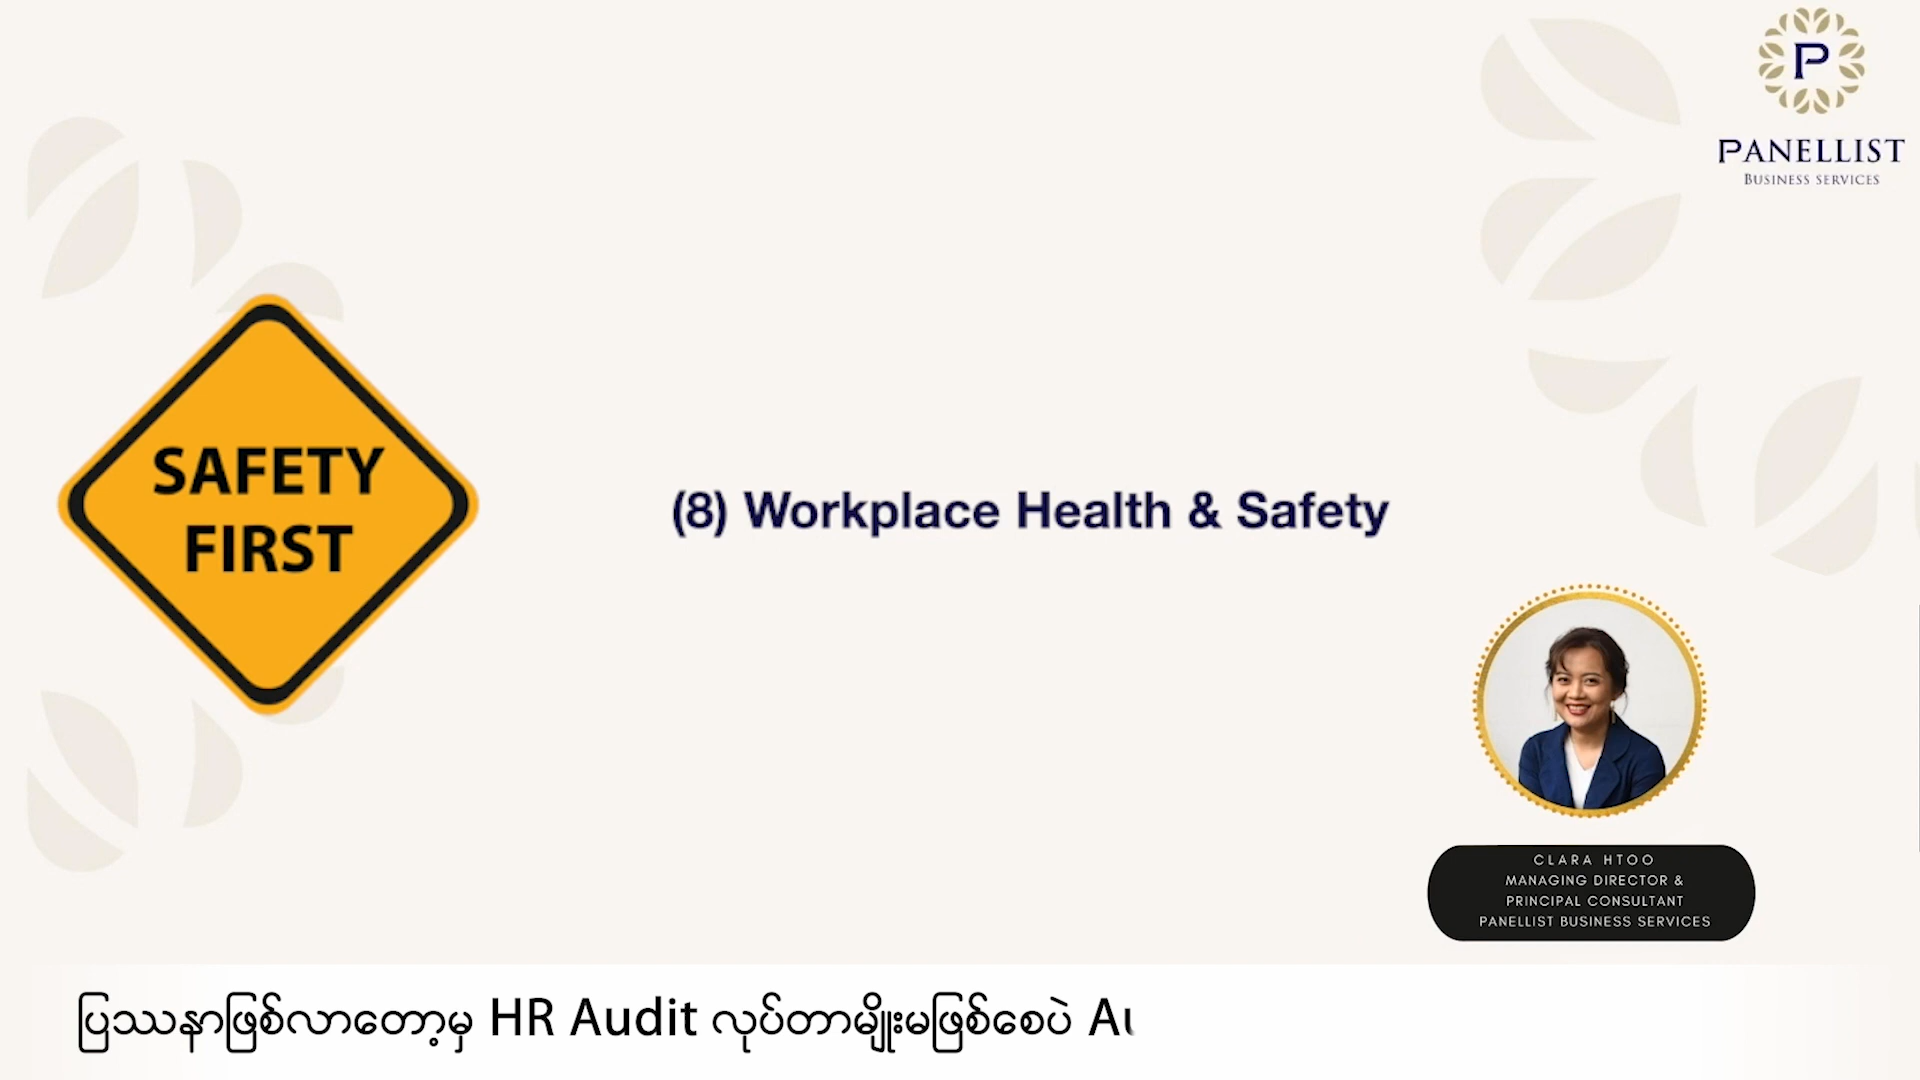 P
PANELLIST
BUSINESS SERVICES
SAFETY
FIRST
(8) Workplace Health & Safety
CLARA HTOO
MANAGING DIRECTOR &
PRINCIPAL CONSULTANT
PANELLIST BUSINESS SERVICES
ပြဿနာဖြစ်လာတော့မှ HR Audit လုပ်တာမျိုးမဖြစ်စေပဲ